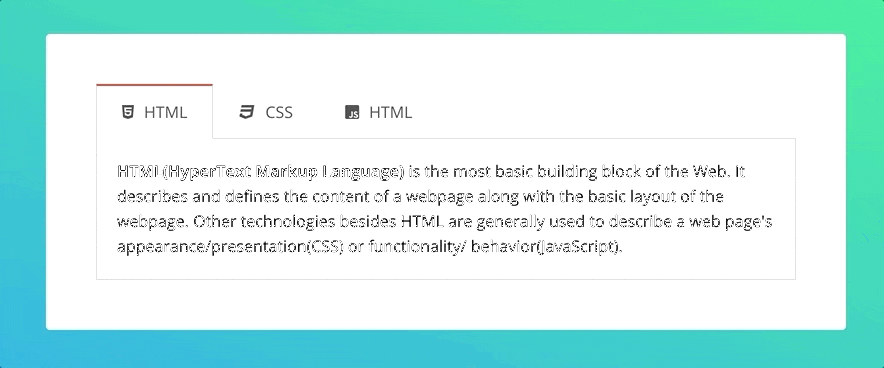 HTML CSS JS HTML
HTML(HyperText Markup Language) is the most basic building block of the Web. It
describes and defines the content of a webpage along with the basic layout of the
webpage. Other technologies besides HTML are generally used to describe a web page's
appearance/presentation(CSS) or functionality/ behavior(JavaScript).